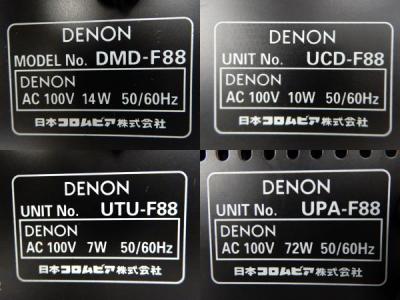 DENON
MODEL No. DMD-F88
DENON
AC 100V 14W 50/60Hz
日本コロムビア株式会社
DENON
UNIT No. UCD-F88
DENON
AC 100V 10W 50/60Hz
日本コロムビア株式会社
DENON
UNIT No. UTU-F88
DENON
AC 100V 7W 50/60Hz
日本コロムビア株式会社
DENON
UNIT No. UPA-F88
DENON
AC 100V 72W 50/60Hz
日本コロムビア株式会社